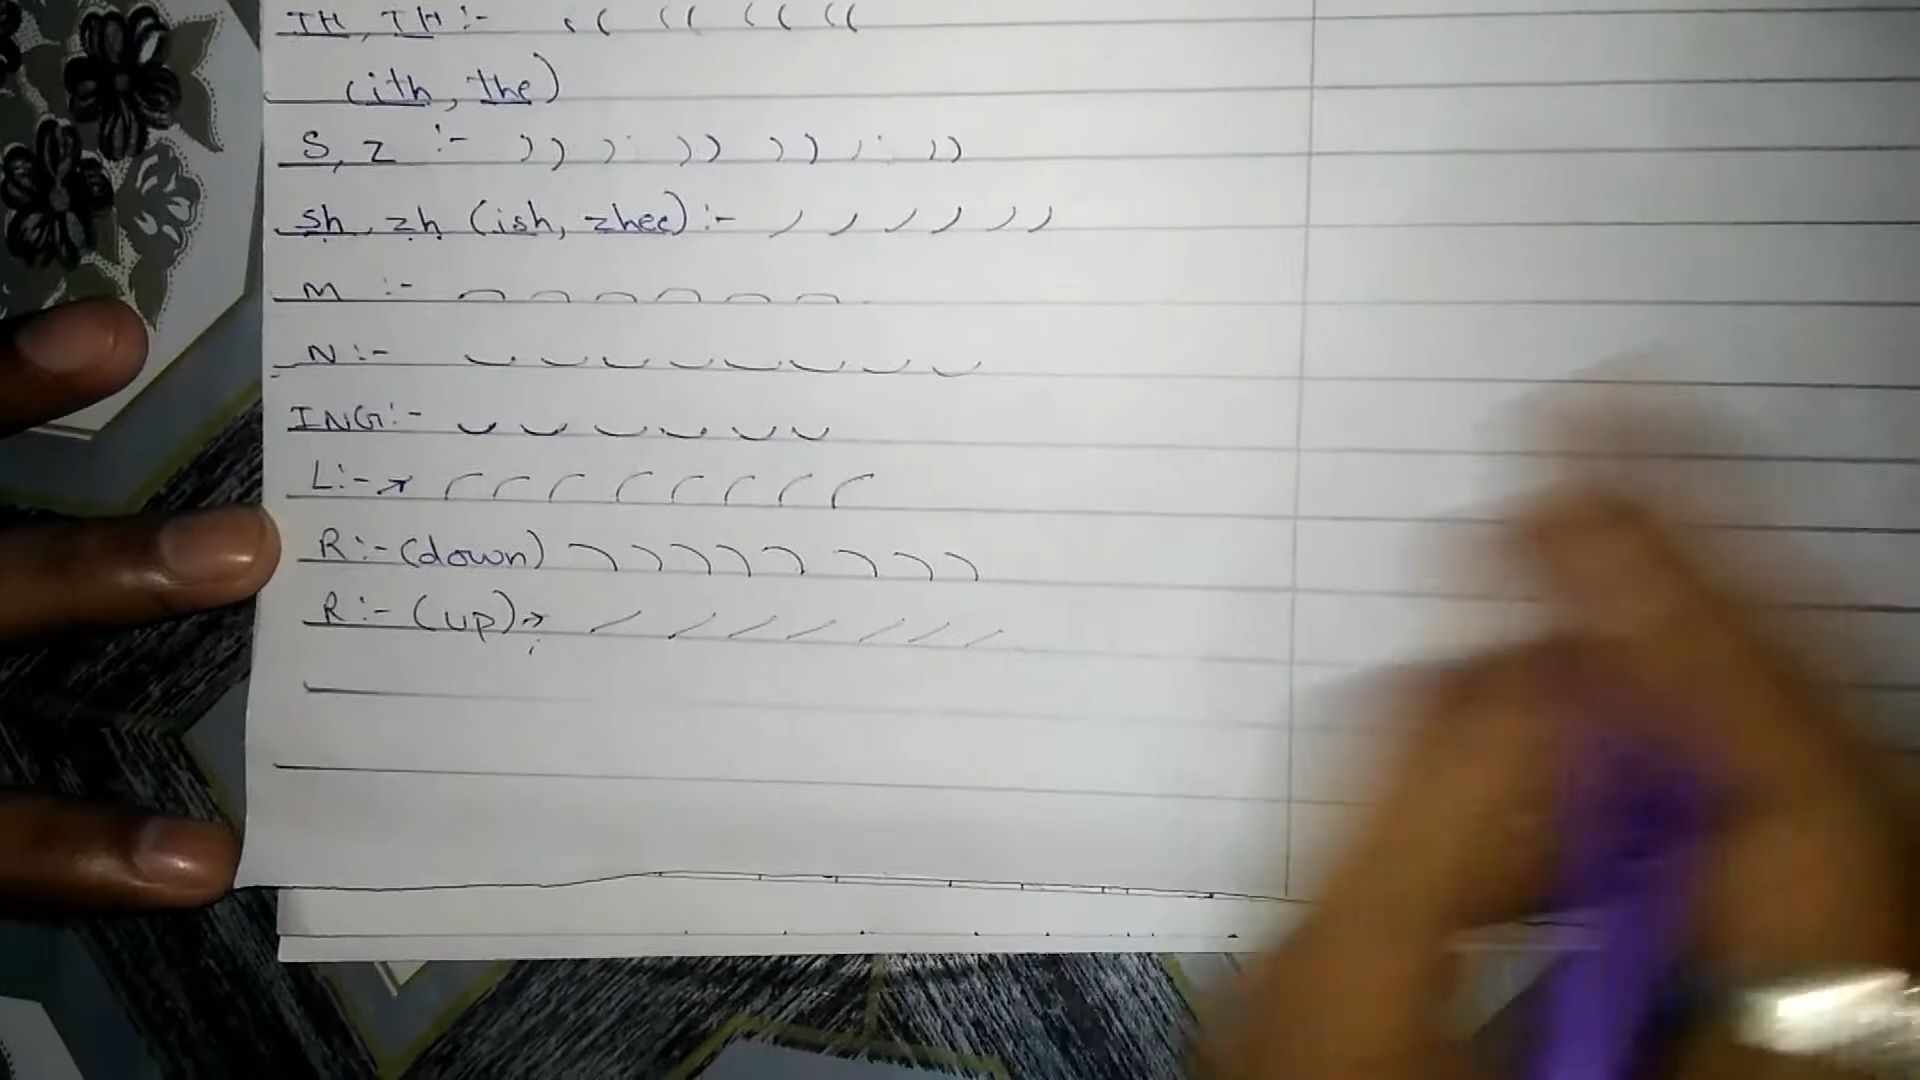 TH, TH :-
(ith, the)
S, Z :-
sh, zh (ish, zhee) :-
M :-
N :-
ING :-
L :- →
R :- (down)
R :- (up) →